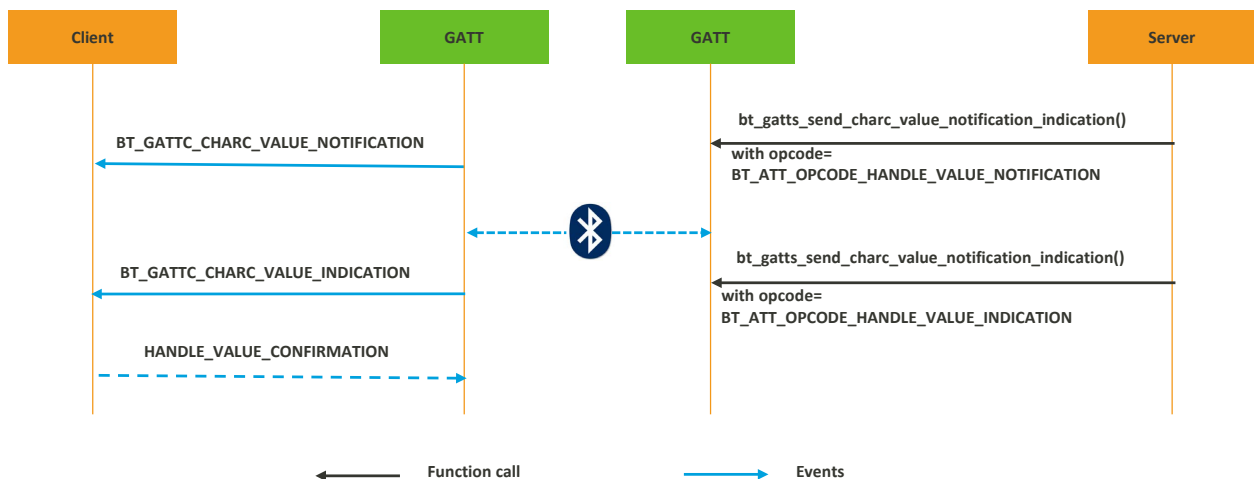 Client
GATT
GATT
Server
bt_gatts_send_charc_value_notification_indication()
BT_GATTC_CHARC_VALUE_NOTIFICATION
with opcode=
BT_ATT_OPCODE_HANDLE_VALUE_NOTIFICATION
bt_gatts_send_charc_value_notification_indication()
BT_GATTC_CHARC_VALUE_INDICATION
with opcode=
BT_ATT_OPCODE_HANDLE_VALUE_INDICATION
HANDLE_VALUE_CONFIRMATION
Function call
Events